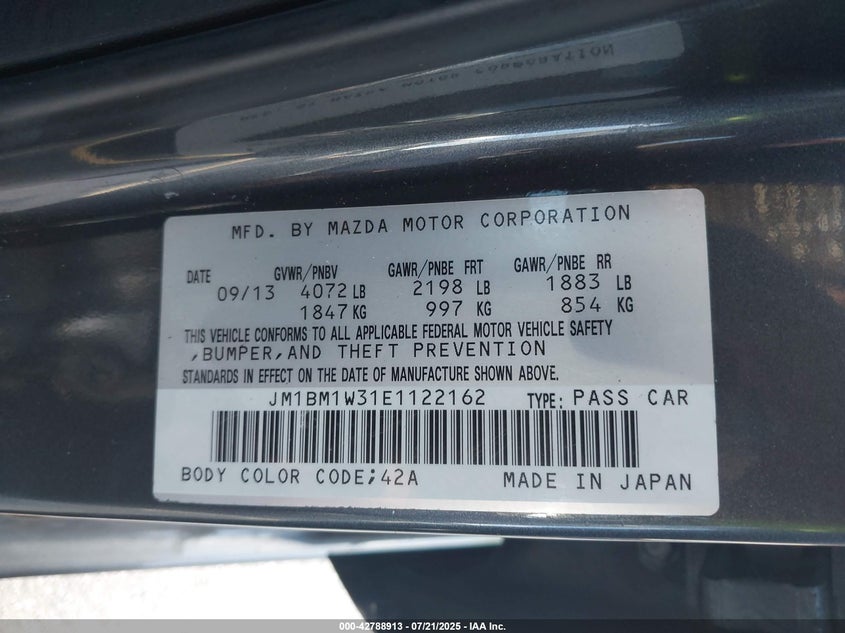 MFD. BY MAZDA MOTOR CORPORATION
DATE GVWR/PNBV GAWR/PNBE FRT GAWR/PNBE RR
09/13 4072 LB 2198 LB 1883 LB
1847 KG 997 KG 854 KG
THIS VEHICLE CONFORMS TO ALL APPLICABLE FEDERAL MOTOR VEHICLE SAFETY
,BUMPER,AND THEFT PREVENTION
STANDARDS IN EFFECT ON THE DATE OF MANUFACTURE SHOWN ABOVE.
JM1BM1W31E1122162 TYPE: PASS CAR
BODY COLOR CODE;42A MADE IN JAPAN
000-42788913 - 07/21/2025 - IAA Inc.